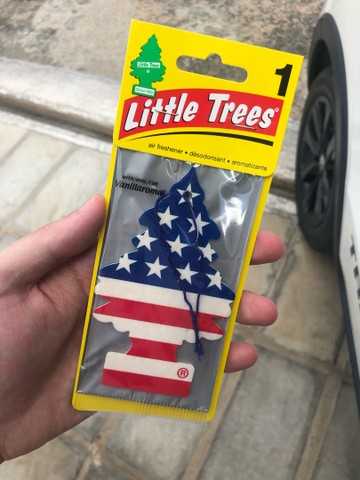 Little Trees
1
Little Trees®
air freshener • désodorisant • aromatizante
Vanillaroma
®